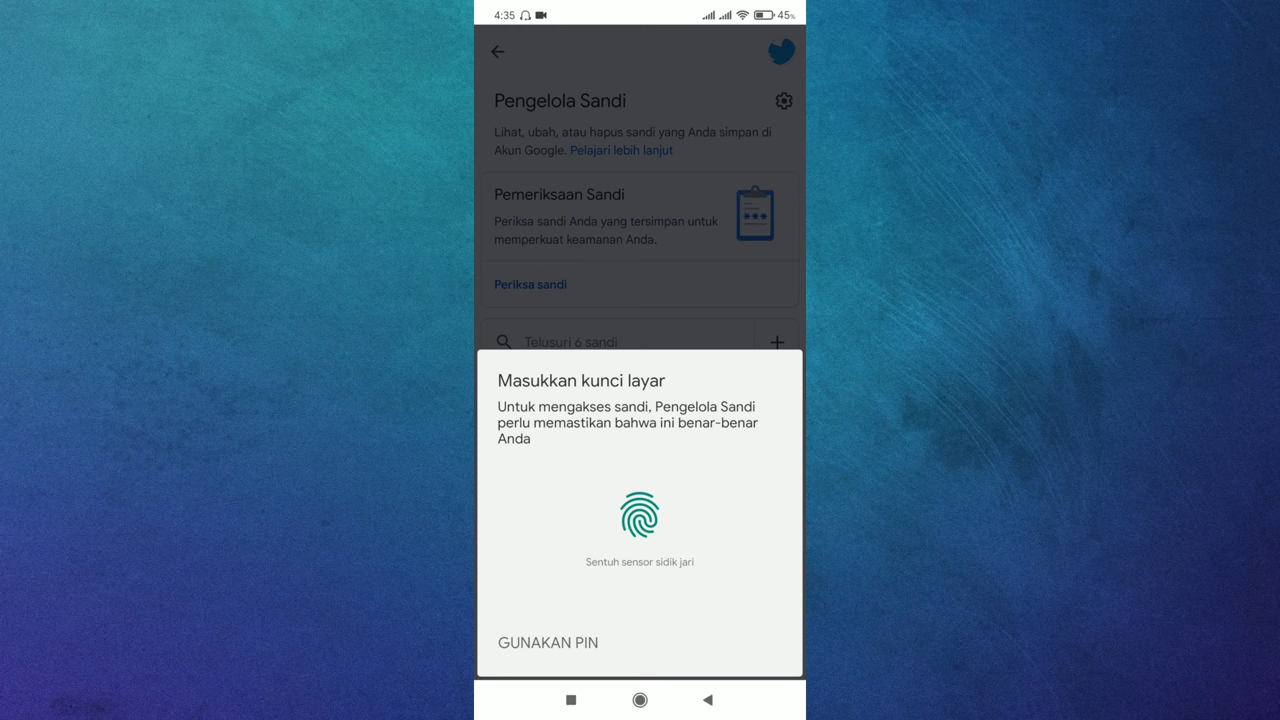 4:35
45%
Pengelola Sandi
Lihat, ubah, atau hapus sandi yang Anda simpan di
Akun Google. Pelajari lebih lanjut
Pemeriksaan Sandi
Periksa sandi Anda yang tersimpan untuk
memperkuat keamanan Anda.
***
Periksa sandi
Telusuri 6 sandi
Masukkan kunci layar
Untuk mengakses sandi, Pengelola Sandi
perlu memastikan bahwa ini benar-benar
Anda
Sentuh sensor sidik jari
GUNAKAN PIN